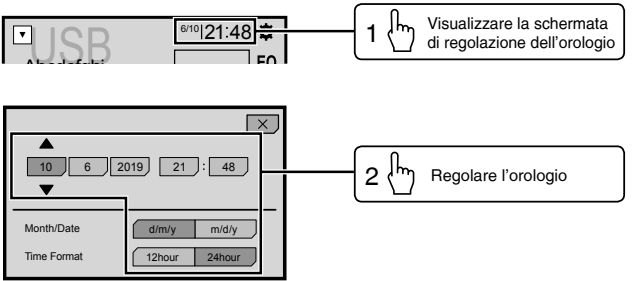 USB
6/10 21:48
EQ
1 Visualizzare la schermata
di regolazione dell'orologio
10 6 2019 21 : 48
2 Regolare l'orologio
Month/Date d/m/y m/d/y
Time Format 12hour 24hour